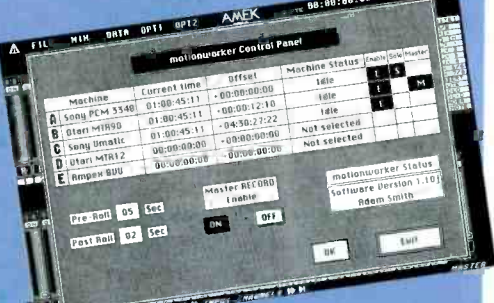 FIL MIX DATA OPT1 OPT2 AMEK 00:00:00:
motionworker Control Panel
Machine Current time Offset Machine Status Enable Solo Master
A Sony PCM 3348 01:00:45:11 +00:00:00:00 Idle E S
B Otari MTR90 01:00:45:11 +00:00:12:10 Idle E M
C Sony Umatic 01:00:45:11 -04:30:27:22 Idle E
D Otari MTR12 00:00:00:00 +00:00:00:00 Not selected
E Ampex BVU 00:00:00:00 +00:00:00:00 Not selected
Pre-Roll 05 Sec
Post Roll 02 Sec
Master RECORD
Enable
ON OFF
motionworker Status
Software Version 1.10j
Adam Smith
OK Exit
MASTER